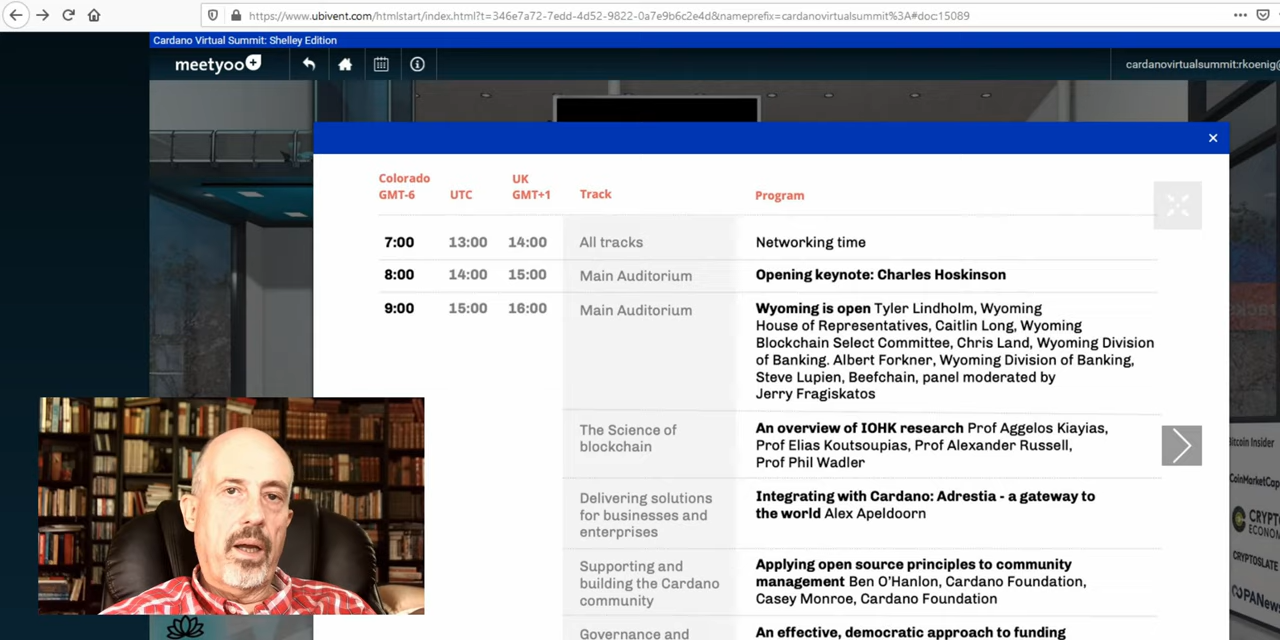 https://www.ubivent.com/htmlstart/index.html?t=346e7a72-7edd-4d52-9822-0a7e9b6c2e4d&nameprefix=cardanovirtualsummit%3A#doc:15089
Cardano Virtual Summit: Shelley Edition
meetyoo
cardanovirtualsummit:rkoenig@
Colorado
GMT-6
UTC
UK
GMT+1
Track
Program
7:00 13:00 14:00 All tracks Networking time
8:00 14:00 15:00 Main Auditorium Opening keynote: Charles Hoskinson
9:00 15:00 16:00 Main Auditorium
Wyoming is open Tyler Lindholm, Wyoming
House of Representatives, Caitlin Long, Wyoming
Blockchain Select Committee, Chris Land, Wyoming Division
of Banking. Albert Forkner, Wyoming Division of Banking,
Steve Lupien, Beefchain, panel moderated by
Jerry Fragiskatos
The Science of
blockchain
An overview of IOHK research Prof Aggelos Kiayias,
Prof Elias Koutsoupias, Prof Alexander Russell,
Prof Phil Wadler
Delivering solutions
for businesses and
enterprises
Integrating with Cardano: Adrestia - a gateway to
the world Alex Apeldoorn
Supporting and
building the Cardano
community
Applying open source principles to community
management Ben O'Hanlon, Cardano Foundation,
Casey Monroe, Cardano Foundation
Governance and
An effective, democratic approach to funding
Bitcoin Insider
CoinMarketCap
CRYPTO
ECONOM
CRYPTOSLATE
PANews